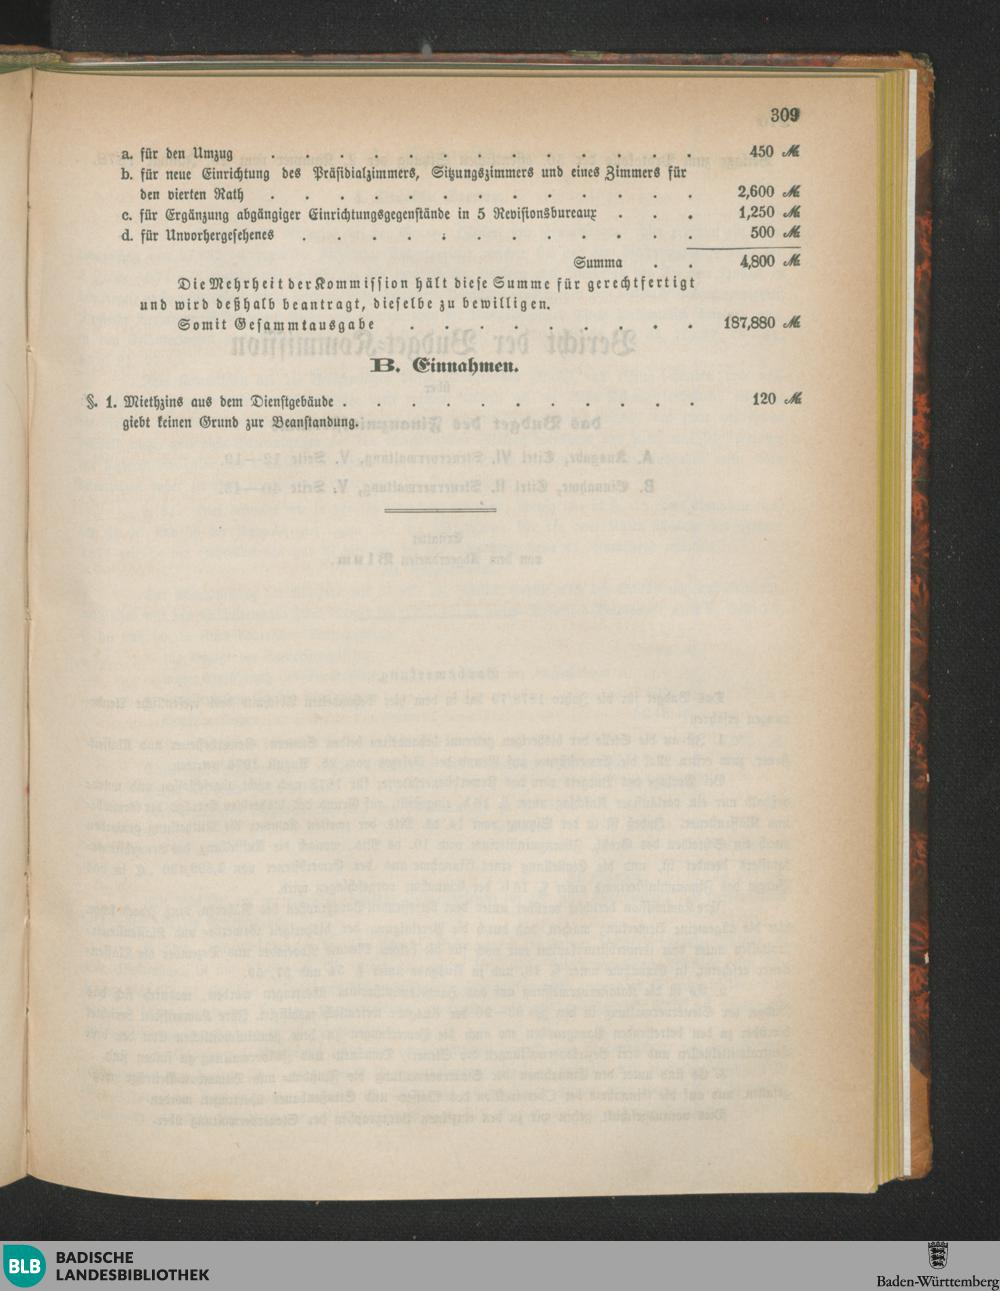 309
a. für den Umzug . . . . . . . . . . . . . 450 ℳ
b. für neue Einrichtung des Präsidialzimmers, Sitzungszimmers und eines Zimmers für
den vierten Rath . . . . . . . . . . . . . 2,600 ℳ
c. für Ergänzung abgängiger Einrichtungsgegenstände in 5 Revisionsbureaux . . . 1,250 ℳ
d. für Unvorhergesehenes . . . . . . . . . . . . 500 ℳ
Summa . . 4,800 ℳ
Die Mehrheit der Kommission hält diese Summe für gerechtfertigt
und wird deßhalb beantragt, dieselbe zu bewilligen.
Somit Gesammtausgabe . . . . . . . . . 187,880 ℳ
B. Einnahmen.
§. 1. Miethzins aus dem Dienstgebäude . . . . . . . . . . . 120 ℳ
giebt keinen Grund zur Beanstandung.
BLB
BADISCHE
LANDESBIBLIOTHEK
Baden-Württemberg